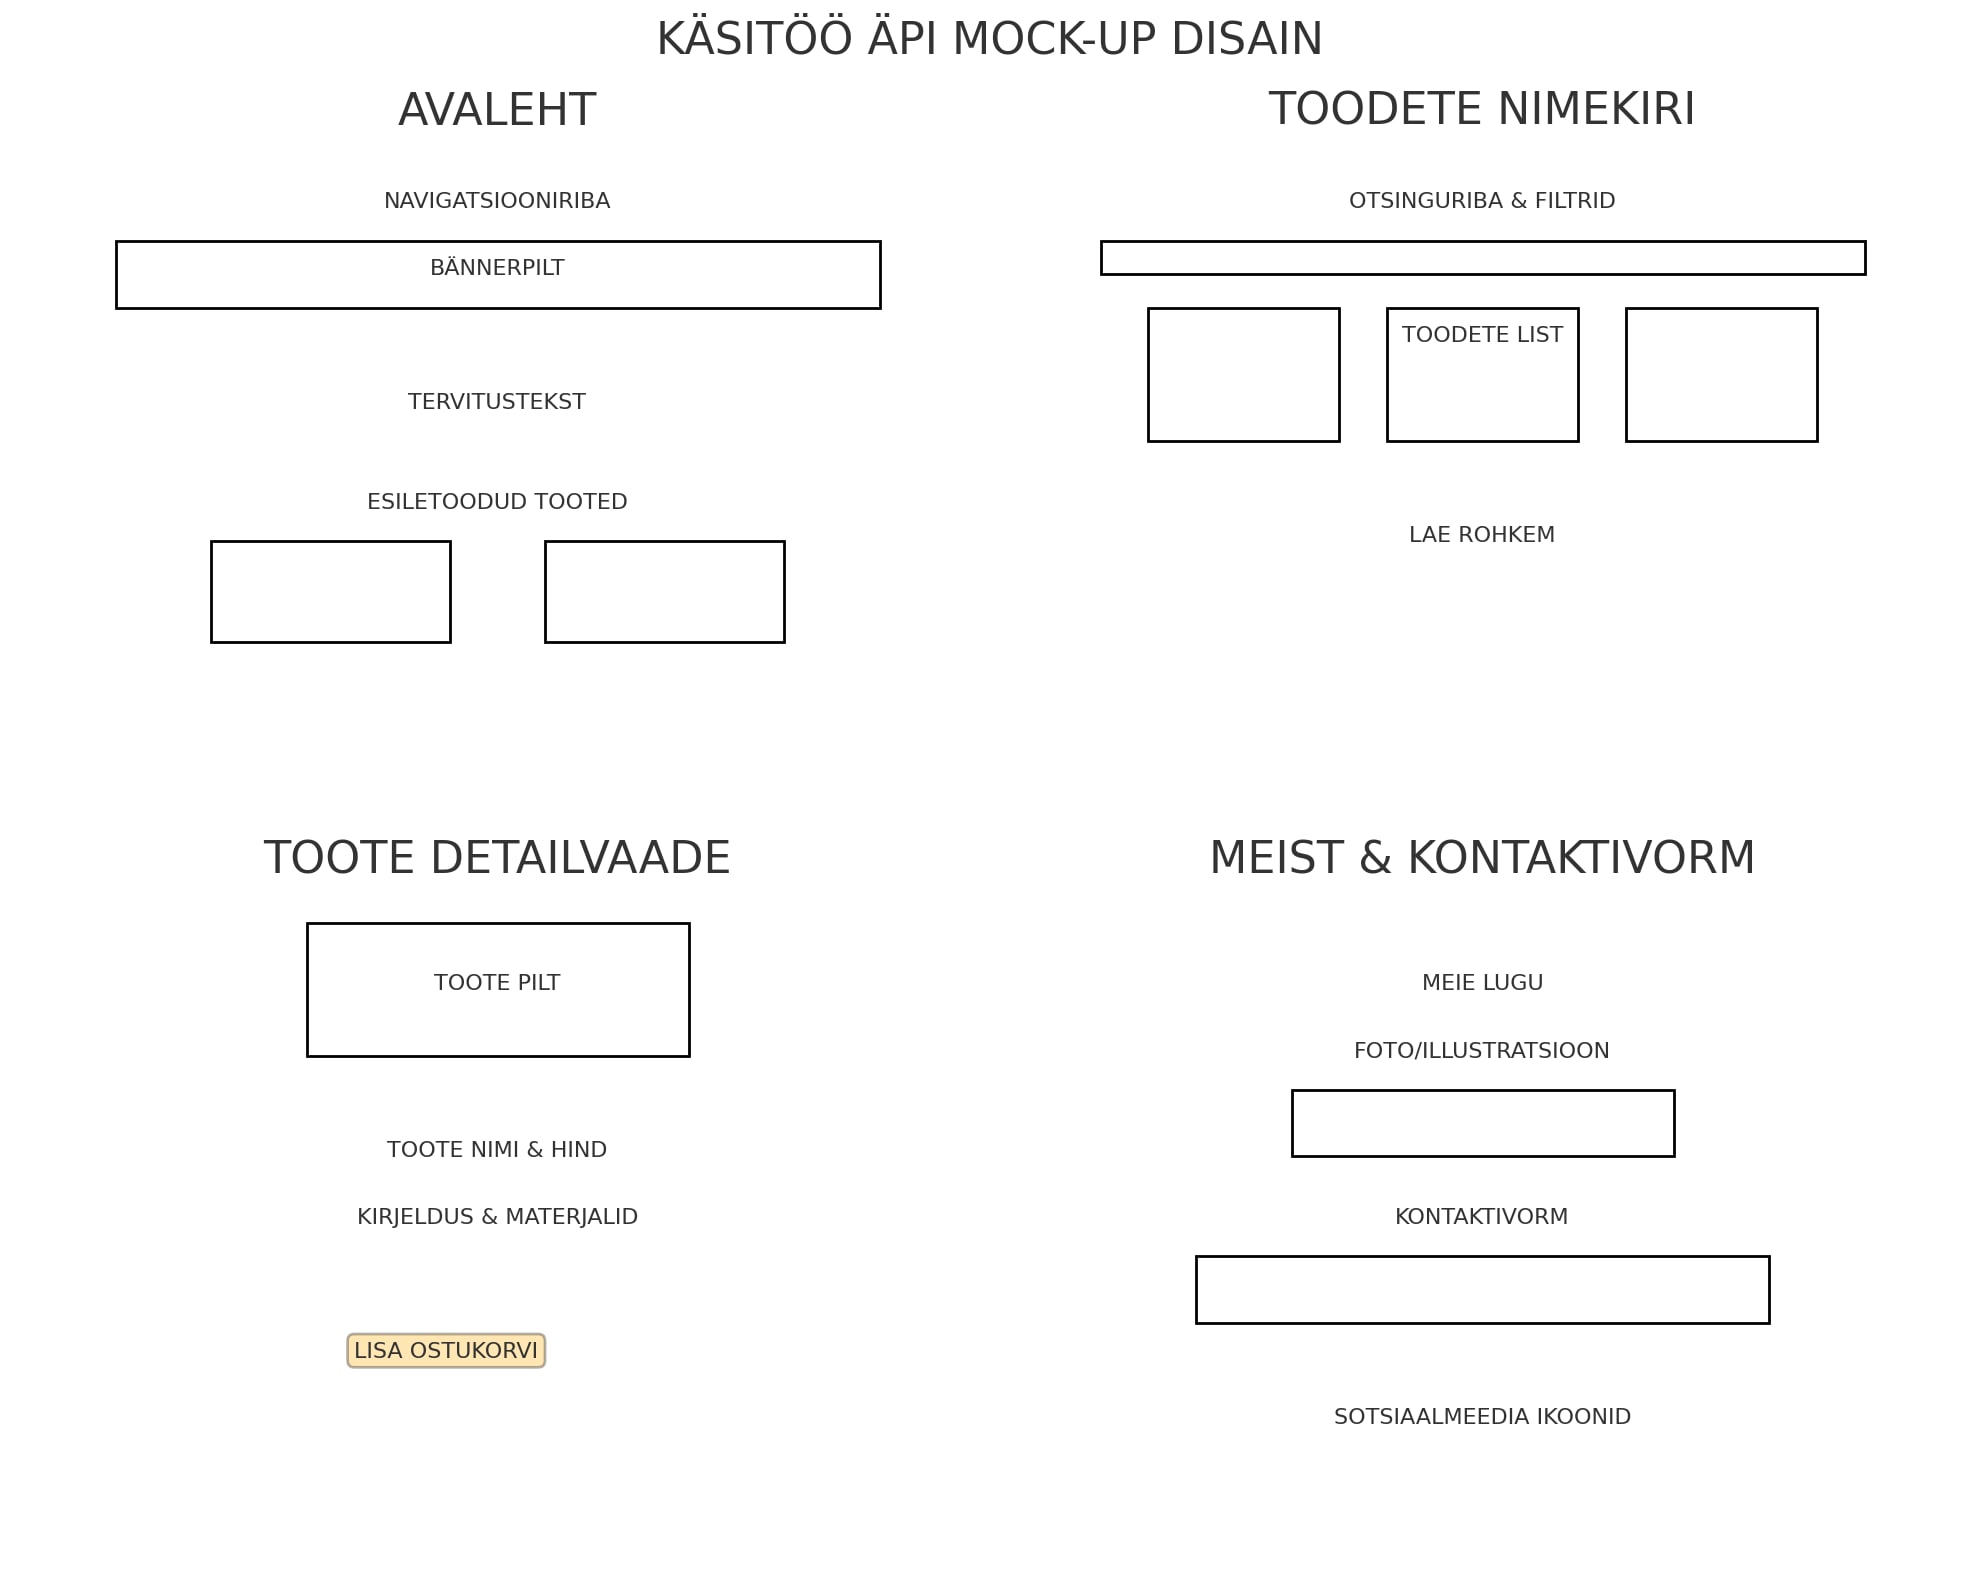 KÄSITÖÖ ÄPI MOCK-UP DISAIN
AVALEHT
NAVIGATSIOONIRIBA
BÄNNERPILT
TERVITUSTEKST
ESILETOODUD TOOTED
TOODETE NIMEKIRI
OTSINGURIBA & FILTRID
TOODETE LIST
LAE ROHKEM
TOOTE DETAILVAADE
TOOTE PILT
TOOTE NIMI & HIND
KIRJELDUS & MATERJALID
LISA OSTUKORVI
MEIST & KONTAKTIVORM
MEIE LUGU
FOTO/ILLUSTRATSIOON
KONTAKTIVORM
SOTSIAALMEEDIA IKOONID